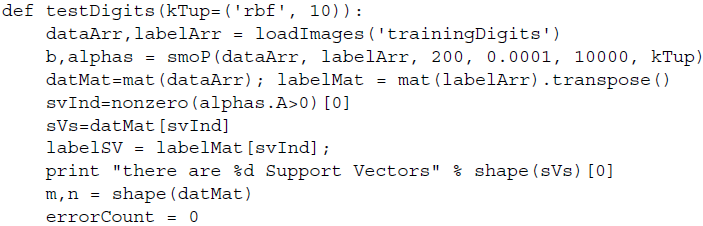 def testDigits(kTup=('rbf', 10)):
    dataArr,labelArr = loadImages('trainingDigits')
    b,alphas = smoP(dataArr, labelArr, 200, 0.0001, 10000, kTup)
    datMat=mat(dataArr); labelMat = mat(labelArr).transpose()
    svInd=nonzero(alphas.A>0)[0]
    sVs=datMat[svInd]
    labelSV = labelMat[svInd];
    print "there are %d Support Vectors" % shape(sVs)[0]
    m,n = shape(datMat)
    errorCount = 0